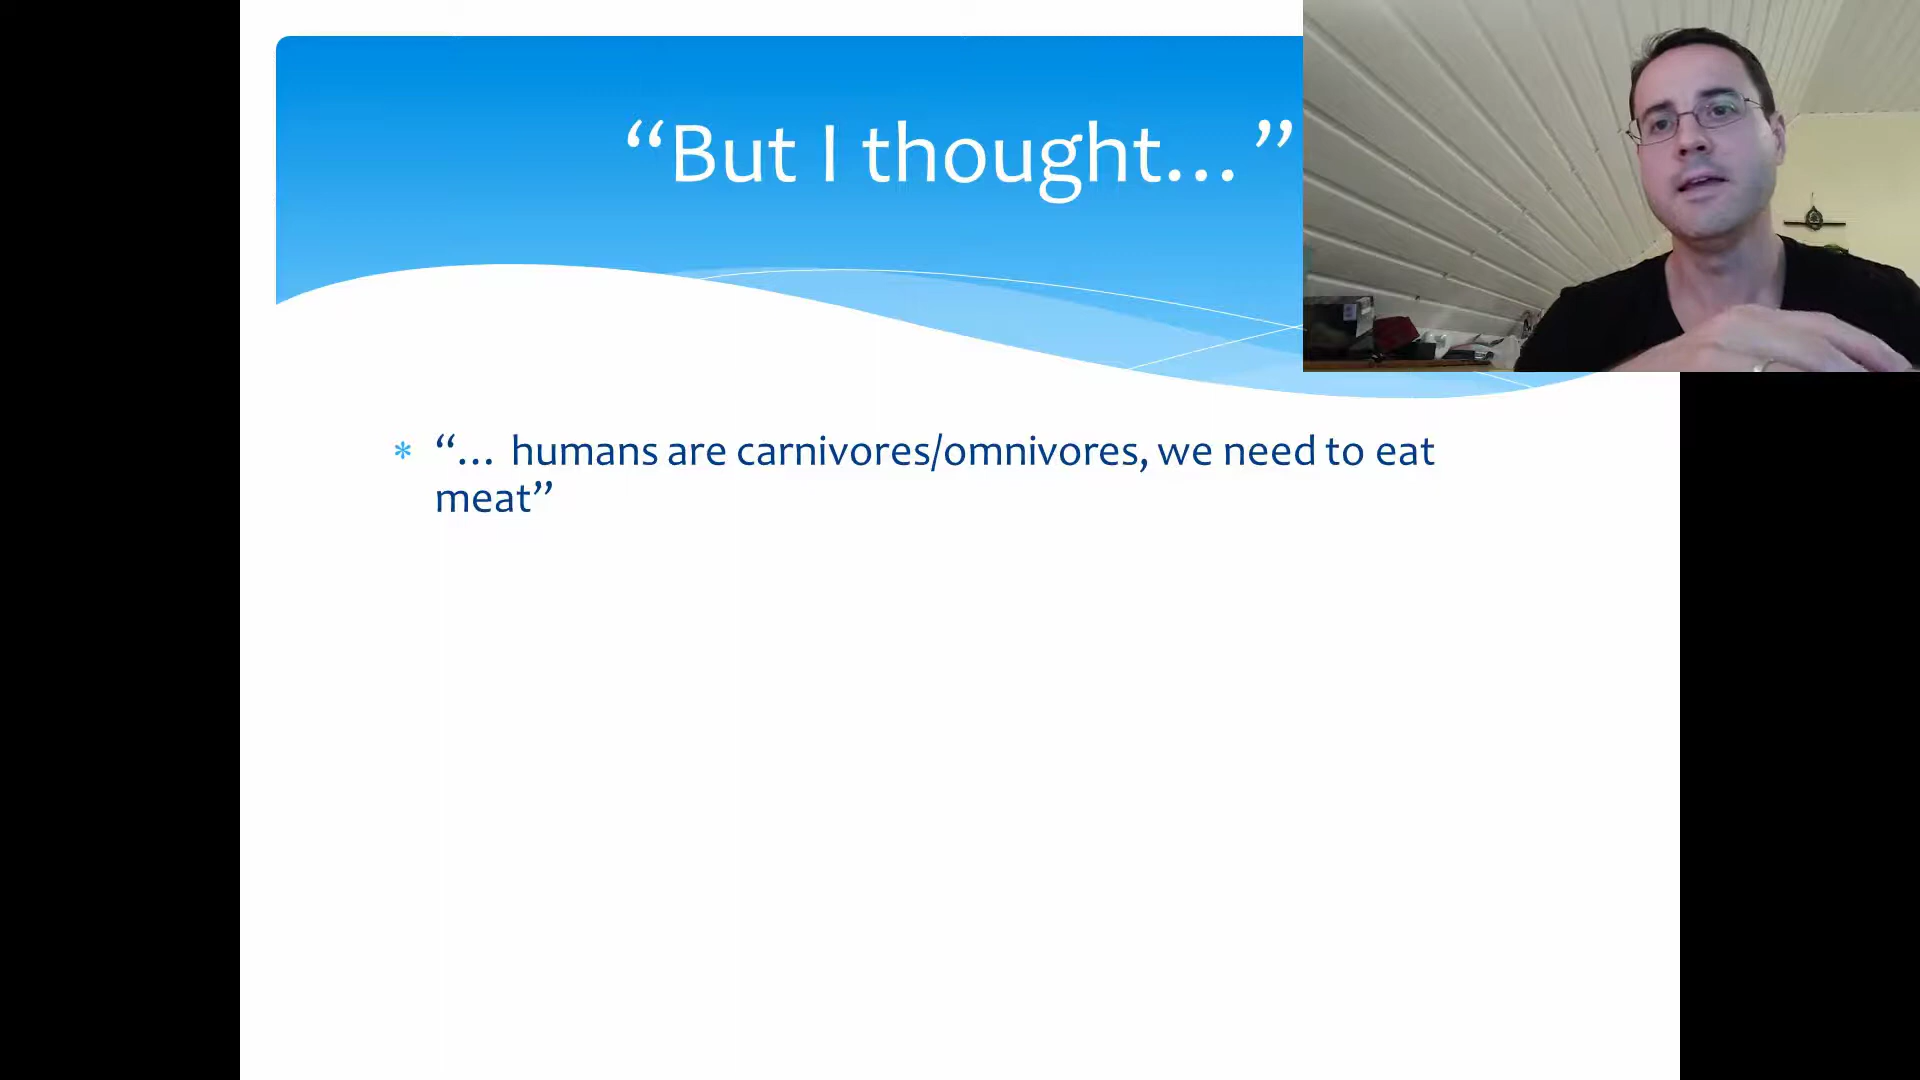 “But I thought…”
* “… humans are carnivores/omnivores, we need to eat
meat”